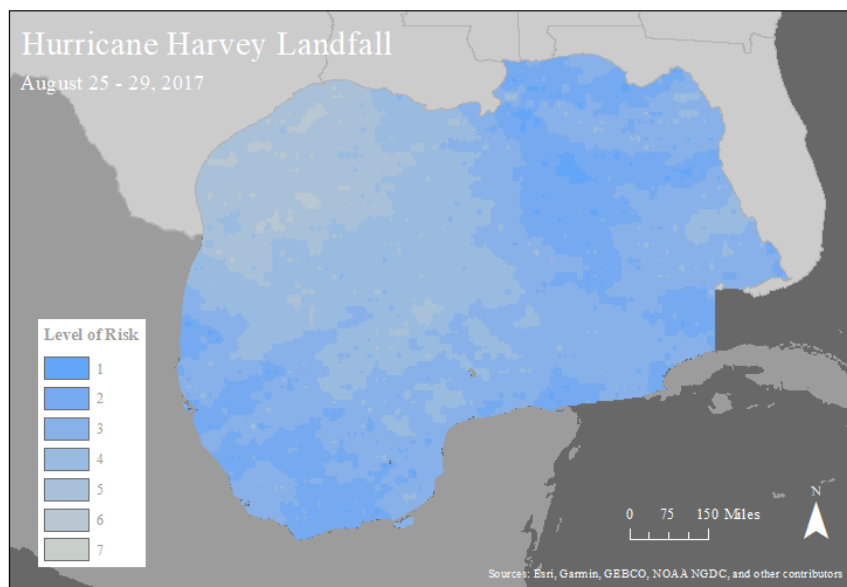 Hurricane Harvey Landfall
August 25 - 29, 2017
Level of Risk
1
2
3
4
5
6
7
N
0 75 150 Miles
Sources: Esri, Garmin, GEBCO, NOAA NGDC, and other contributors